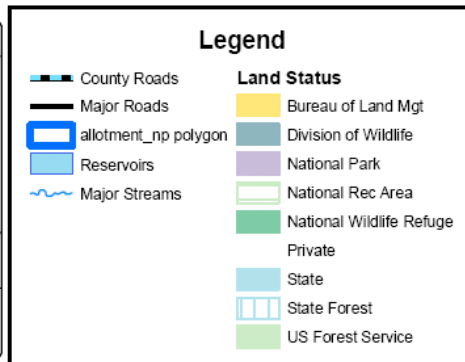 Legend
County Roads
Major Roads
allotment_np polygon
Reservoirs
Major Streams
Land Status
Bureau of Land Mgt
Division of Wildlife
National Park
National Rec Area
National Wildlife Refuge
Private
State
State Forest
US Forest Service